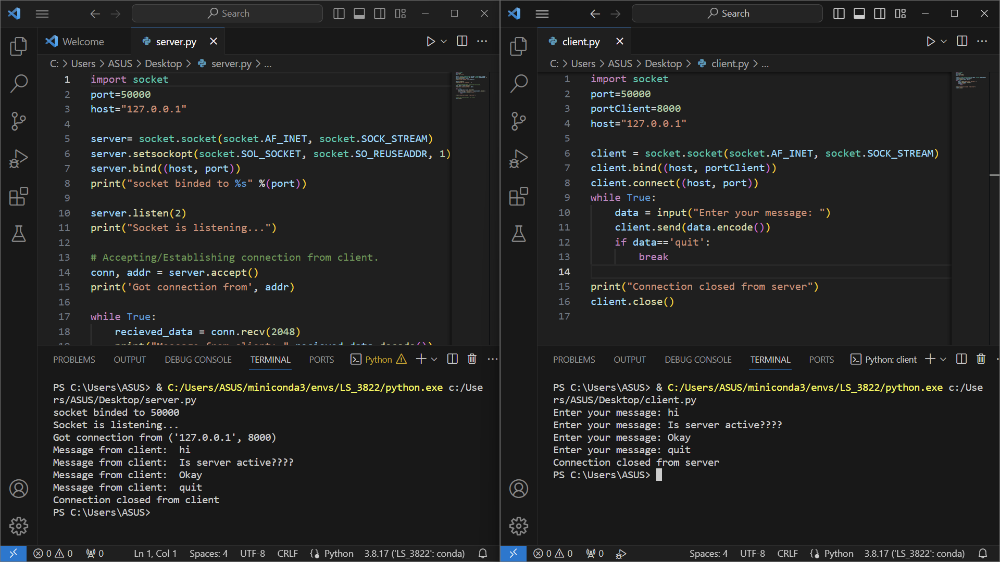 Search
Welcome
server.py
C: > Users > ASUS > Desktop > server.py > ...
1 import socket
2 port=50000
3 host="127.0.0.1"
4
5 server= socket.socket(socket.AF_INET, socket.SOCK_STREAM)
6 server.setsockopt(socket.SOL_SOCKET, socket.SO_REUSEADDR, 1)
7 server.bind((host, port))
8 print("socket binded to %s" %(port))
9
10 server.listen(2)
11 print("Socket is listening...")
12
13 # Accepting/Establishing connection from client.
14 conn, addr = server.accept()
15 print('Got connection from', addr)
16
17 while True:
18 recieved_data = conn.recv(2048)
PROBLEMS OUTPUT DEBUG CONSOLE TERMINAL PORTS Python
PS C:\Users\ASUS> & C:/Users/ASUS/miniconda3/envs/LS_3822/python.exe c:/Use
rs/ASUS/Desktop/server.py
socket binded to 50000
Socket is listening...
Got connection from ('127.0.0.1', 8000)
Message from client:  hi
Message from client:  Is server active????
Message from client:  Okay
Message from client:  quit
Connection closed from client
PS C:\Users\ASUS>
0 0 0 Ln 1, Col 1 Spaces: 4 UTF-8 CRLF Python 3.8.17 ('LS_3822': conda)
Search
client.py
C: > Users > ASUS > Desktop > client.py > ...
1 import socket
2 port=50000
3 portClient=8000
4 host="127.0.0.1"
5
6 client = socket.socket(socket.AF_INET, socket.SOCK_STREAM)
7 client.bind((host, portClient))
8 client.connect((host, port))
9 while True:
10 data = input("Enter your message: ")
11 client.send(data.encode())
12 if data=='quit':
13 break
14
15 print("Connection closed from server")
16 client.close()
17
PROBLEMS OUTPUT DEBUG CONSOLE TERMINAL PORTS Python: client
PS C:\Users\ASUS> & C:/Users/ASUS/miniconda3/envs/LS_3822/python.exe c:/Use
rs/ASUS/Desktop/client.py
Enter your message: hi
Enter your message: Is server active????
Enter your message: Okay
Enter your message: quit
Connection closed from server
PS C:\Users\ASUS>
0 0 0 Spaces: 4 UTF-8 CRLF Python 3.8.17 ('LS_3822': conda)